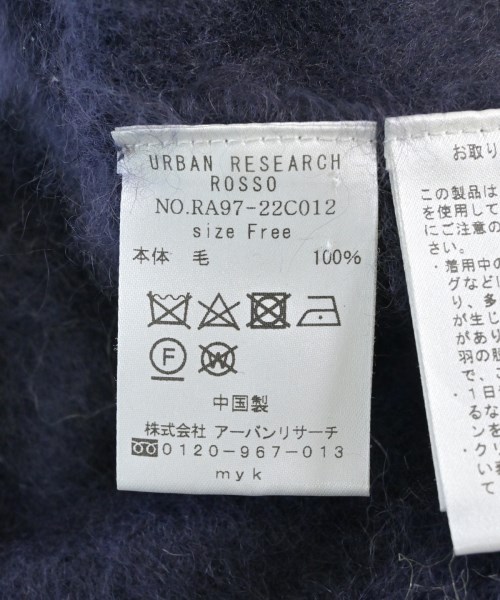 URBAN RESEARCH
ROSSO
NO.RA97-22C012
size Free
本体 毛 100%
F
W
中国製
株式会社 アーバンリサーチ
0120-967-013
myk
お取り
この製品は
を使用して
にご注意の
さい。
・着用中の
グなどに
り、多
が生じ
があり
羽の
で、こ
・1日
るな
ンを
・クリ
い
て